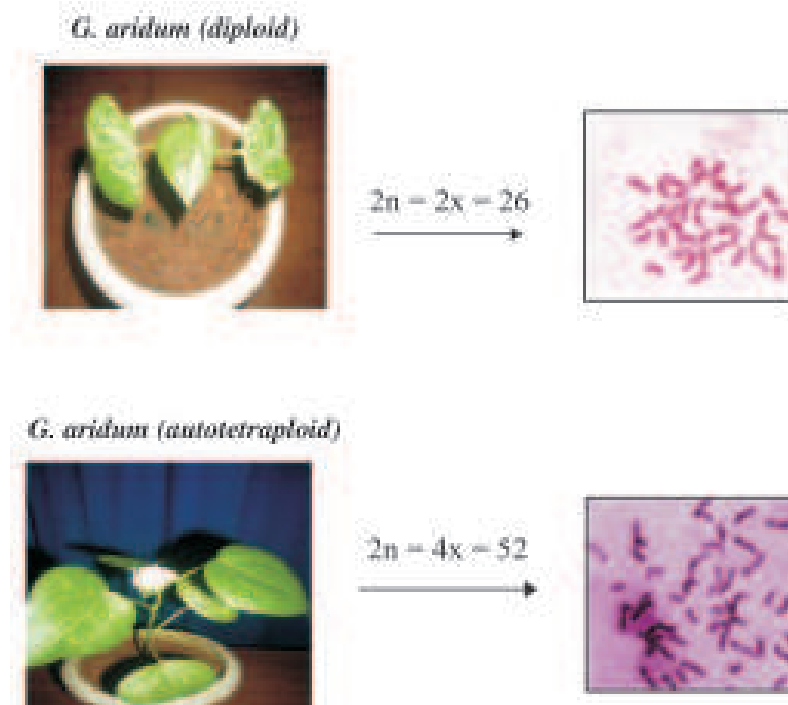 G. aridum (diploid)
2n = 2x = 26
G. aridum (autotetraploid)
2n = 4x = 52